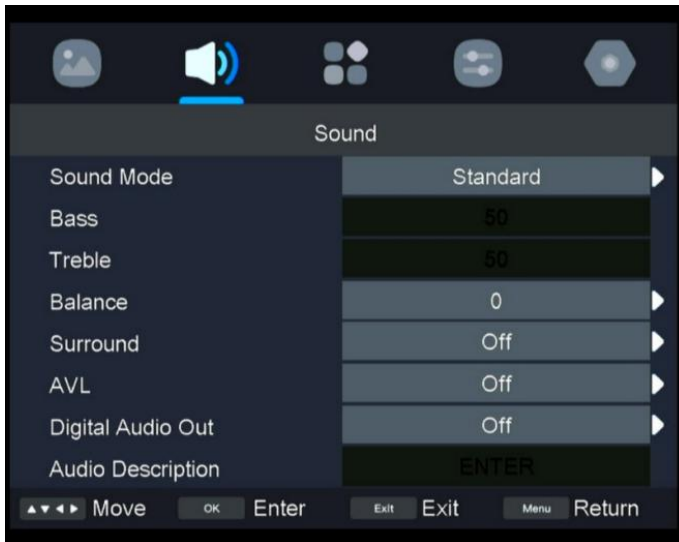 Sound
Sound Mode Standard
Bass 50
Treble 50
Balance 0
Surround Off
AVL Off
Digital Audio Out Off
Audio Description ENTER
Move OK Enter Exit Exit Menu Return